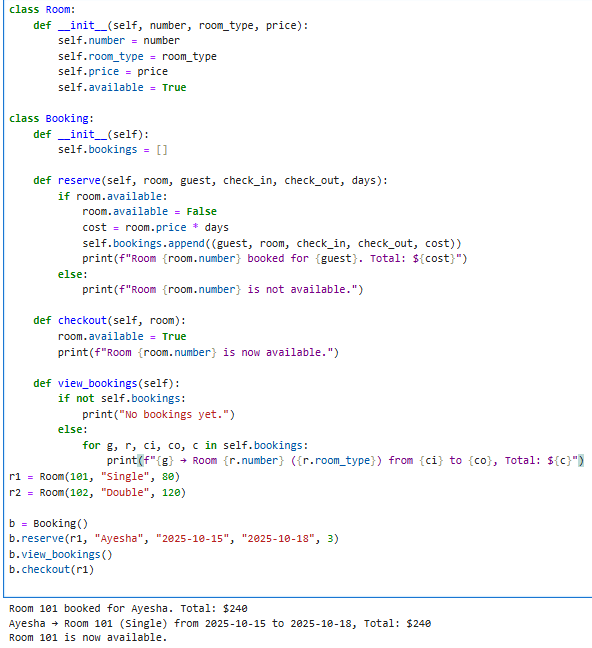 class Room:
    def __init__(self, number, room_type, price):
        self.number = number
        self.room_type = room_type
        self.price = price
        self.available = True

class Booking:
    def __init__(self):
        self.bookings = []

    def reserve(self, room, guest, check_in, check_out, days):
        if room.available:
            room.available = False
            cost = room.price * days
            self.bookings.append((guest, room, check_in, check_out, cost))
            print(f"Room {room.number} booked for {guest}. Total: ${cost}")
        else:
            print(f"Room {room.number} is not available.")

    def checkout(self, room):
        room.available = True
        print(f"Room {room.number} is now available.")

    def view_bookings(self):
        if not self.bookings:
            print("No bookings yet.")
        else:
            for g, r, ci, co, c in self.bookings:
                print(f"{g} → Room {r.number} ({r.room_type}) from {ci} to {co}, Total: ${c}")
r1 = Room(101, "Single", 80)
r2 = Room(102, "Double", 120)

b = Booking()
b.reserve(r1, "Ayesha", "2025-10-15", "2025-10-18", 3)
b.view_bookings()
b.checkout(r1)

Room 101 booked for Ayesha. Total: $240
Ayesha → Room 101 (Single) from 2025-10-15 to 2025-10-18, Total: $240
Room 101 is now available.